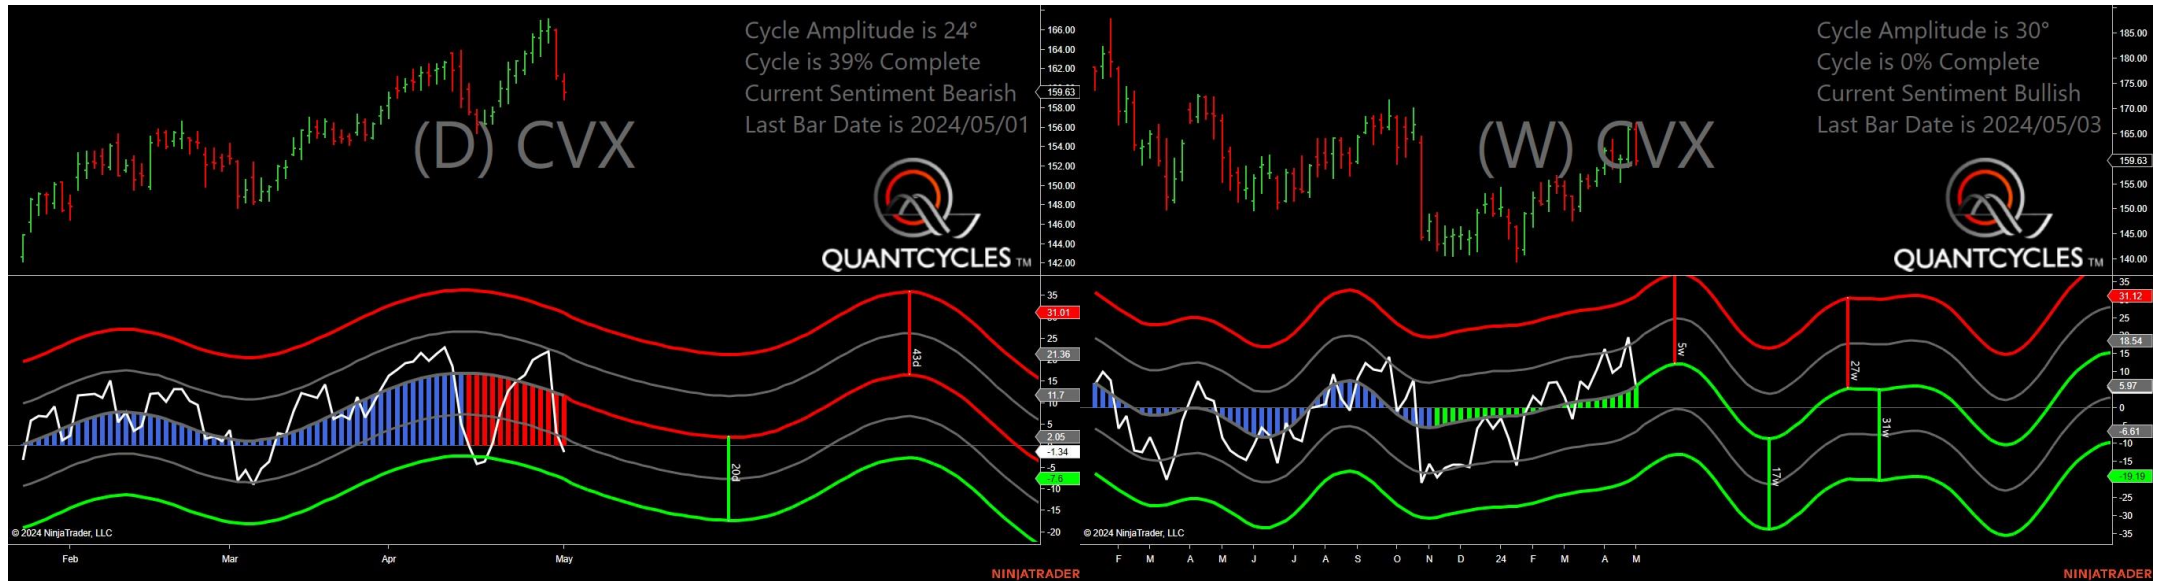 Cycle Amplitude is 24°
Cycle is 39% Complete
Current Sentiment Bearish
Last Bar Date is 2024/05/01
(D) CVX
QUANTCYCLES TM
166.00
164.00
162.00
159.63
158.00
156.00
154.00
152.00
150.00
148.00
146.00
144.00
142.00
35
31.01
21.36
15
11.7
10
5
2.05
-1.34
-5
-7.6
-10
-15
-20
43d
20d
© 2024 NinjaTrader, LLC
Feb Mar Apr May
NINJATRADER
Cycle Amplitude is 30°
Cycle is 0% Complete
Current Sentiment Bullish
Last Bar Date is 2024/05/03
(W) CVX
QUANTCYCLES TM
185.00
180.00
175.00
170.00
165.00
159.63
155.00
150.00
145.00
140.00
35
31.12
25
18.54
15
10
5.97
0
-6.61
-10
-15
-19.19
-25
-30
-35
5w
17w
27w
31w
© 2024 NinjaTrader, LLC
F M A M J J A S O N D 24 F M A M
NINJATRADER